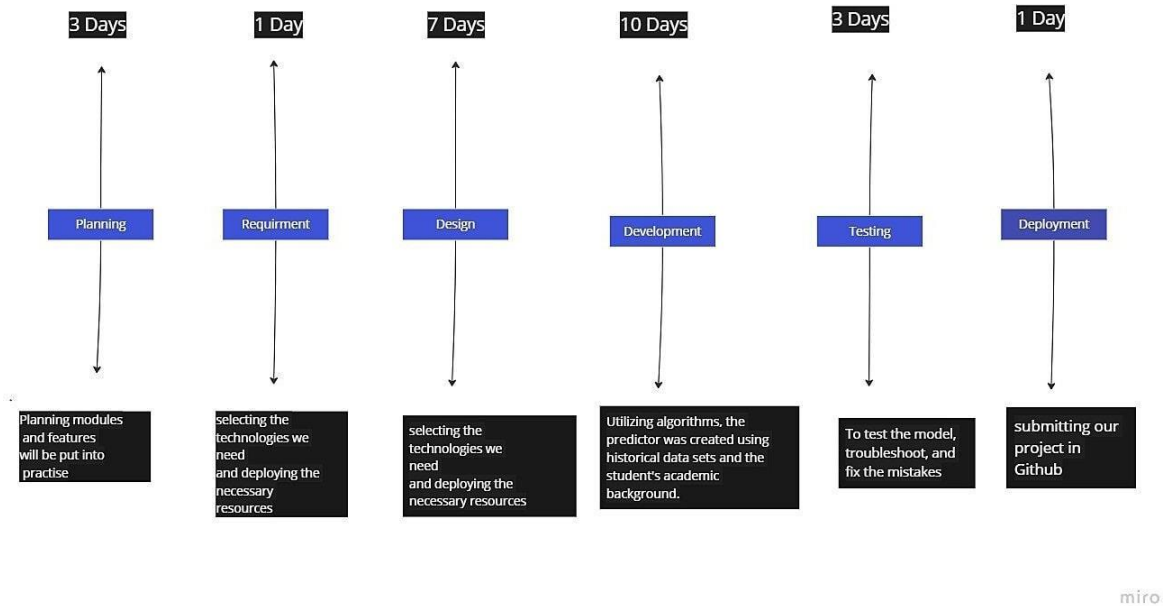 3 Days
1 Day
7 Days
10 Days
3 Days
1 Day
Planning
Requirment
Design
Development
Testing
Deployment
Planning modules
and features
will be put into
practise
selecting the
technologies we
need
and deploying the
necessary
resources
selecting the
technologies we
need
and deploying the
necessary resources
Utilizing algorithms, the
predictor was created using
historical data sets and the
student's academic
background.
To test the model,
troubleshoot, and
fix the mistakes
submitting our
project in
Github
miro